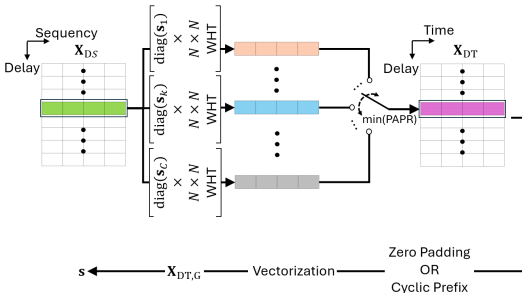 Sequency
X_DS
Delay
diag(s_1)
×
N × N
WHT
diag(s_k)
×
N × N
WHT
diag(s_C)
×
N × N
WHT
min(PAPR)
Time
X_DT
Delay
s
X_DT,G
Vectorization
Zero Padding
OR
Cyclic Prefix